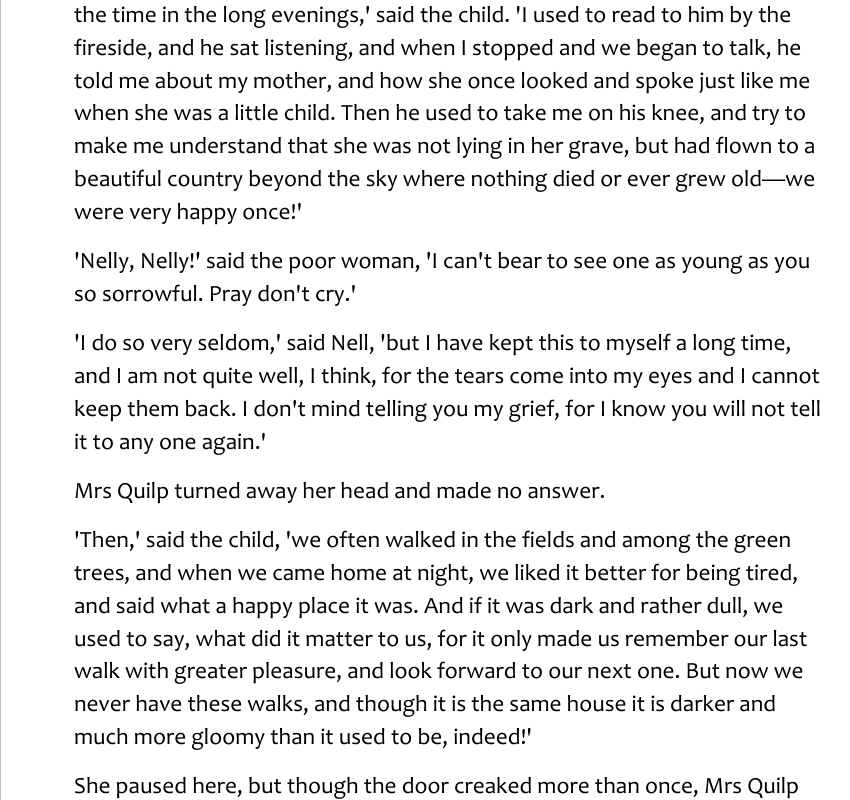 the time in the long evenings,' said the child. 'I used to read to him by the
fireside, and he sat listening, and when I stopped and we began to talk, he
told me about my mother, and how she once looked and spoke just like me
when she was a little child. Then he used to take me on his knee, and try to
make me understand that she was not lying in her grave, but had flown to a
beautiful country beyond the sky where nothing died or ever grew old—we
were very happy once!'
'Nelly, Nelly!' said the poor woman, 'I can't bear to see one as young as you
so sorrowful. Pray don't cry.'
'I do so very seldom,' said Nell, 'but I have kept this to myself a long time,
and I am not quite well, I think, for the tears come into my eyes and I cannot
keep them back. I don't mind telling you my grief, for I know you will not tell
it to any one again.'
Mrs Quilp turned away her head and made no answer.
'Then,' said the child, 'we often walked in the fields and among the green
trees, and when we came home at night, we liked it better for being tired,
and said what a happy place it was. And if it was dark and rather dull, we
used to say, what did it matter to us, for it only made us remember our last
walk with greater pleasure, and look forward to our next one. But now we
never have these walks, and though it is the same house it is darker and
much more gloomy than it used to be, indeed!'
She paused here, but though the door creaked more than once, Mrs Quilp